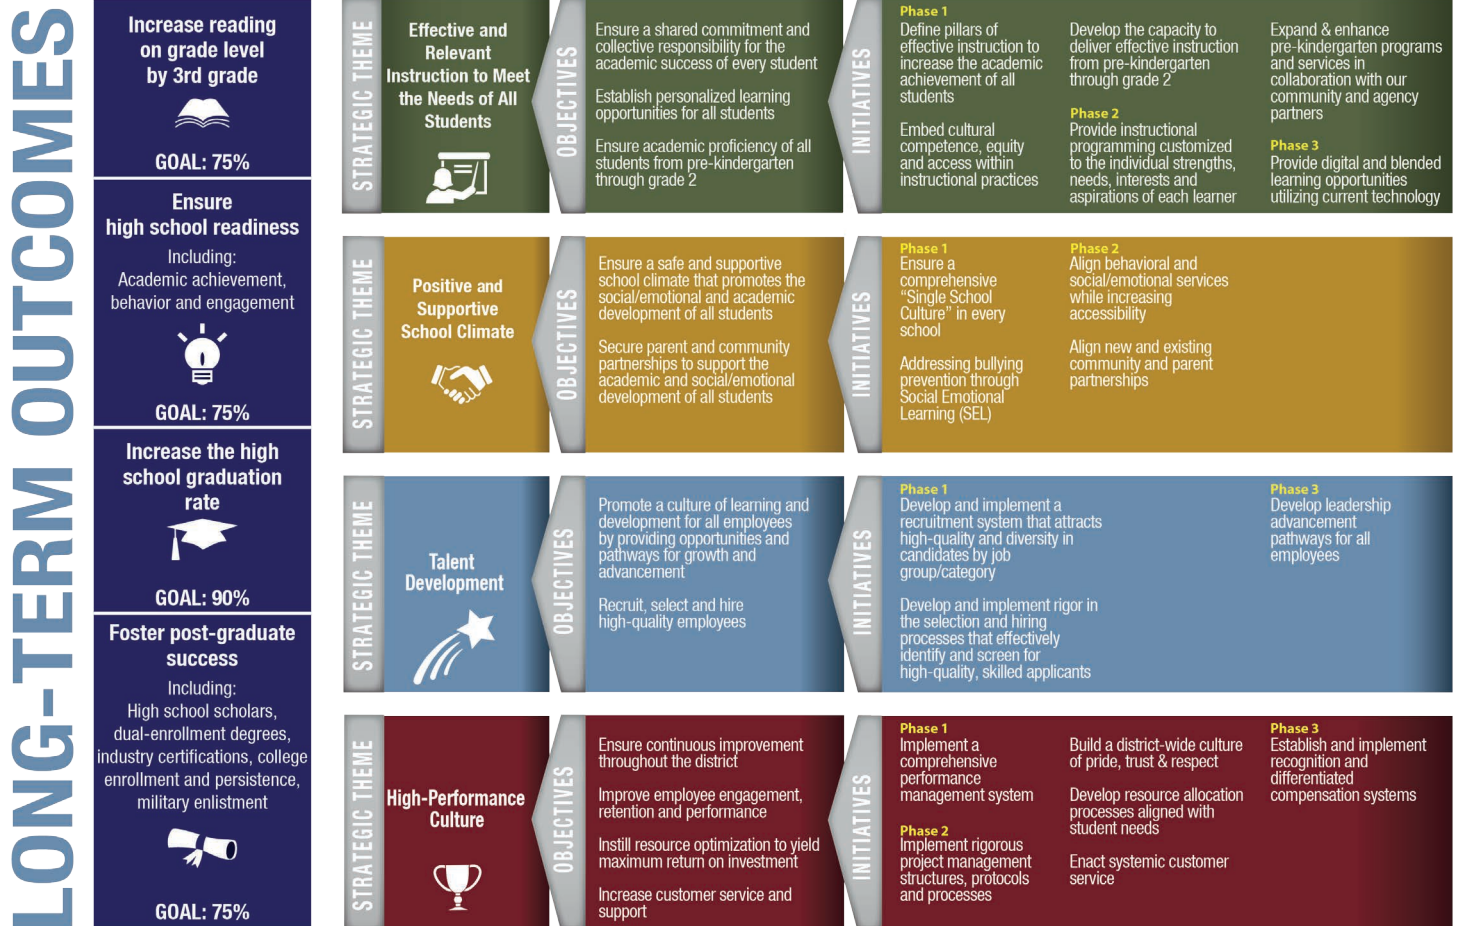 LONG-TERM OUTCOMES
Increase reading
on grade level
by 3rd grade
GOAL: 75%
Ensure
high school readiness
Including:
Academic achievement,
behavior and engagement
GOAL: 75%
Increase the high
school graduation
rate
GOAL: 90%
Foster post-graduate
success
Including:
High school scholars,
dual-enrollment degrees,
industry certifications, college
enrollment and persistence,
military enlistment
GOAL: 75%
STRATEGIC THEME
Effective and
Relevant
Instruction to Meet
the Needs of All
Students
OBJECTIVES
Ensure a shared commitment and
collective responsibility for the
academic success of every student
Establish personalized learning
opportunities for all students
Ensure academic proficiency of all
students from pre-kindergarten
through grade 2
INITIATIVES
Phase 1
Define pillars of
effective instruction to
increase the academic
achievement of all
students
Embed cultural
competence, equity
and access within
instructional practices
Develop the capacity to
deliver effective instruction
from pre-kindergarten
through grade 2
Phase 2
Provide instructional
programming customized
to the individual strengths,
needs, interests and
aspirations of each learner
Expand & enhance
pre-kindergarten programs
and services in
collaboration with our
community and agency
partners
Phase 3
Provide digital and blended
learning opportunities
utilizing current technology
STRATEGIC THEME
Positive and
Supportive
School Climate
OBJECTIVES
Ensure a safe and supportive
school climate that promotes the
social/emotional and academic
development of all students
Secure parent and community
partnerships to support the
academic and social/emotional
development of all students
INITIATIVES
Phase 1
Ensure a
comprehensive
“Single School
Culture” in every
school
Addressing bullying
prevention through
Social Emotional
Learning (SEL)
Phase 2
Align behavioral and
social/emotional services
while increasing
accessibility
Align new and existing
community and parent
partnerships
STRATEGIC THEME
Talent
Development
OBJECTIVES
Promote a culture of learning and
development for all employees
by providing opportunities and
pathways for growth and
advancement
Recruit, select and hire
high-quality employees
INITIATIVES
Phase 1
Develop and implement a
recruitment system that attracts
high-quality and diversity in
candidates by job
group/category
Develop and implement rigor in
the selection and hiring
processes that effectively
identify and screen for
high-quality, skilled applicants
Phase 3
Develop leadership
advancement
pathways for all
employees
STRATEGIC THEME
High-Performance
Culture
OBJECTIVES
Ensure continuous improvement
throughout the district
Improve employee engagement,
retention and performance
Instill resource optimization to yield
maximum return on investment
Increase customer service and
support
INITIATIVES
Phase 1
Implement a
comprehensive
performance
management system
Phase 2
Implement rigorous
project management
structures, protocols
and processes
Build a district-wide culture
of pride, trust & respect
Develop resource allocation
processes aligned with
student needs
Enact systemic customer
service
Phase 3
Establish and implement
recognition and
differentiated
compensation systems